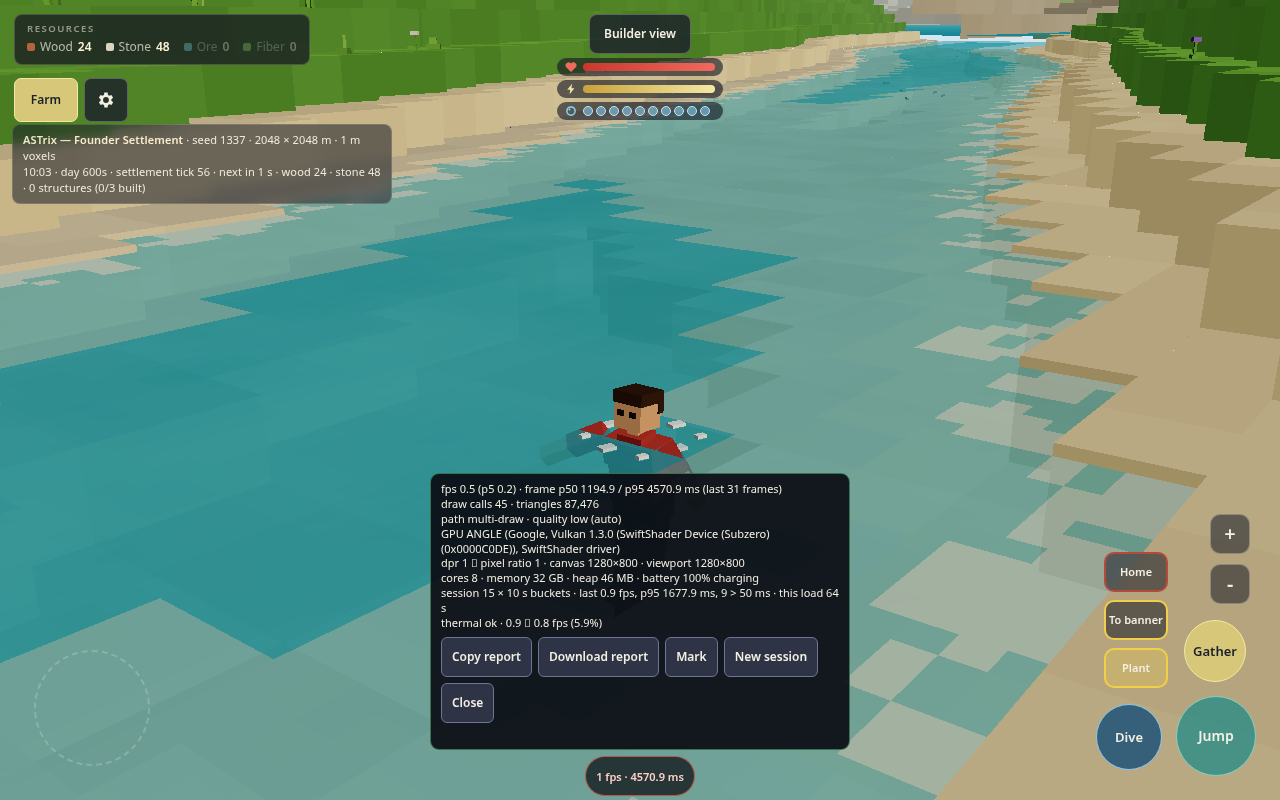 RESOURCES
Wood 24 Stone 48 Ore 0 Fiber 0
Builder view
Farm
ASTrix — Founder Settlement · seed 1337 · 2048 × 2048 m · 1 m
voxels
10:03 · day 600s · settlement tick 56 · next in 1 s · wood 24 · stone 48
· 0 structures (0/3 built)
fps 0.5 (p5 0.2) · frame p50 1194.9 / p95 4570.9 ms (last 31 frames)
draw calls 45 · triangles 87,476
path multi-draw · quality low (auto)
GPU ANGLE (Google, Vulkan 1.3.0 (SwiftShader Device (Subzero)
(0x0000C0DE)), SwiftShader driver)
dpr 1 ▯ pixel ratio 1 · canvas 1280×800 · viewport 1280×800
cores 8 · memory 32 GB · heap 46 MB · battery 100% charging
session 15 × 10 s buckets · last 0.9 fps, p95 1677.9 ms, 9 > 50 ms · this load 64
s
thermal ok · 0.9 ▯ 0.8 fps (5.9%)
Copy report
Download report
Mark
New session
Close
1 fps · 4570.9 ms
+
-
Home
To banner
Plant
Gather
Dive
Jump